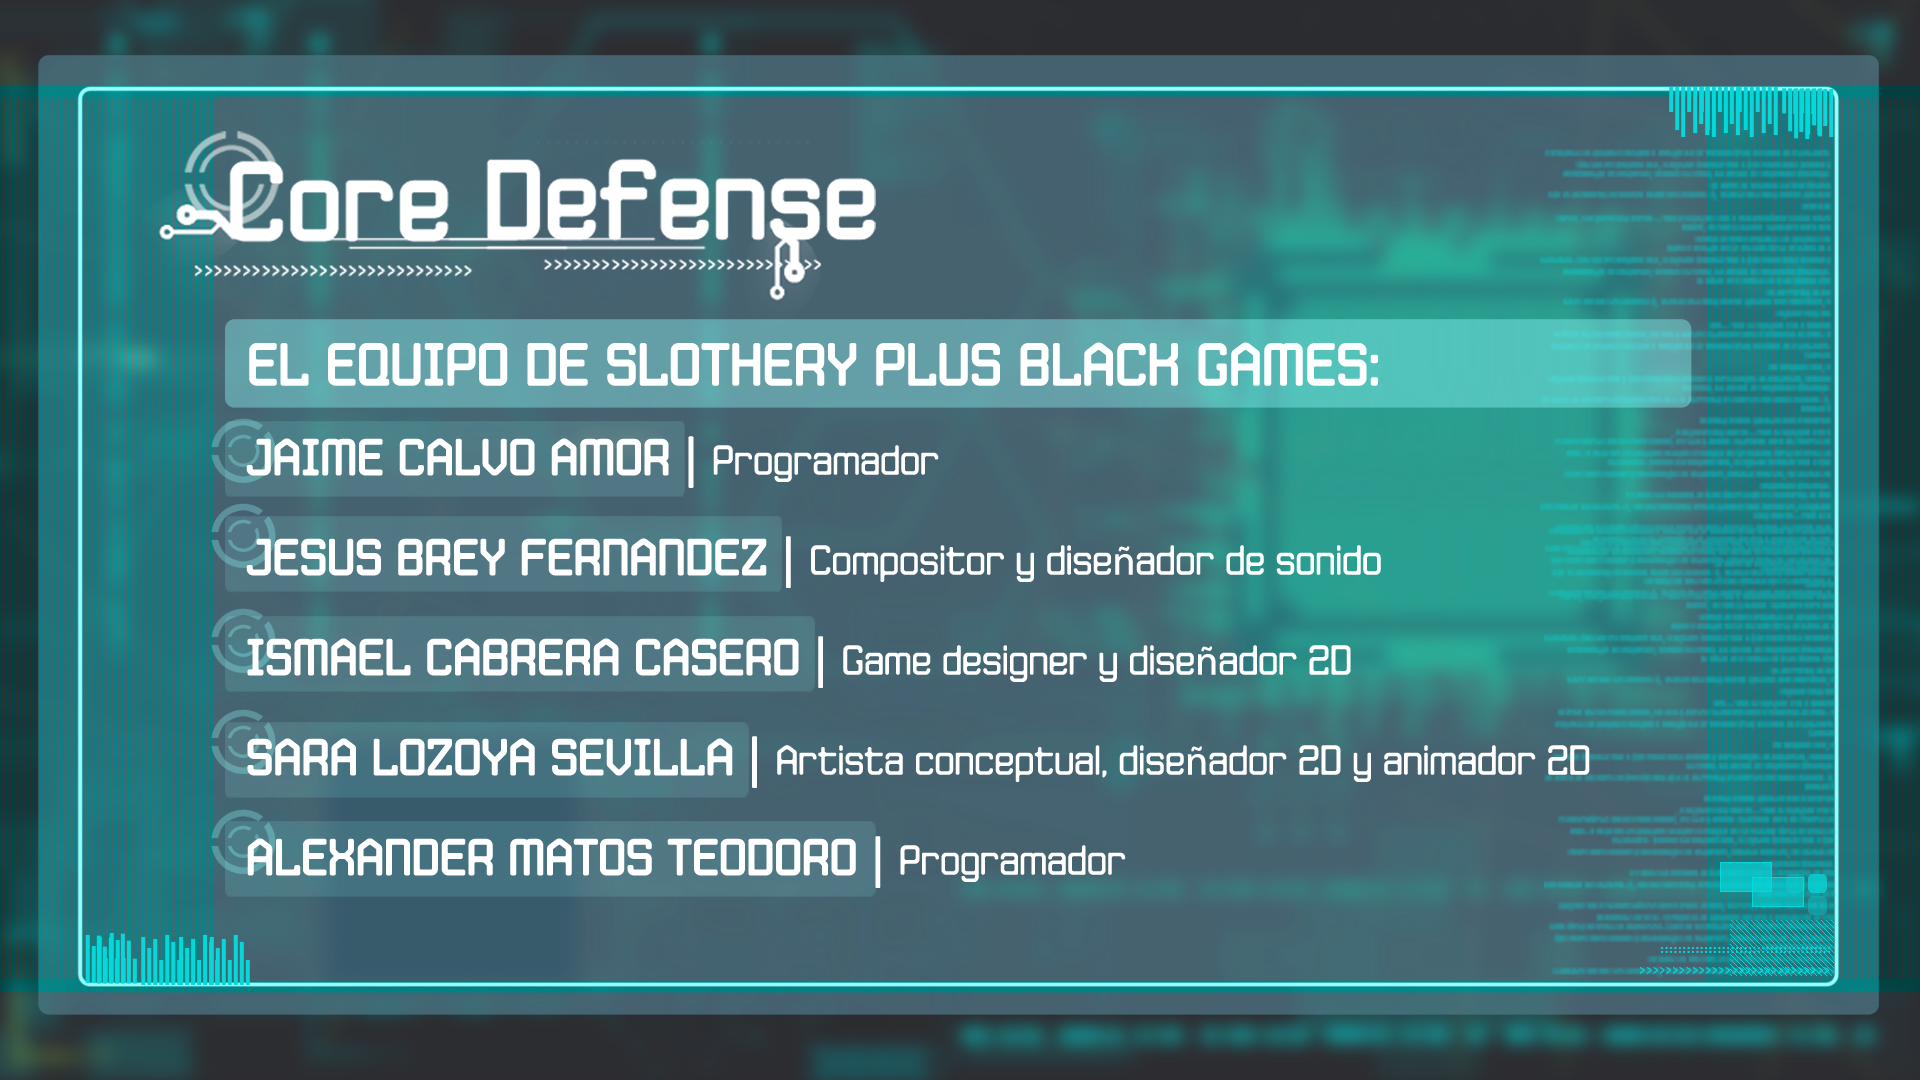 Core Defense
EL EQUIPO DE SLOTHERY PLUS BLACK GAMES:
JAIME CALVO AMOR | Programador
JESUS BREY FERNANDEZ | Compositor y diseñador de sonido
ISMAEL CABRERA CASERO | Game designer y diseñador 2D
SARA LOZOYA SEVILLA | Artista conceptual, diseñador 2D y animador 2D
ALEXANDER MATOS TEODORO | Programador